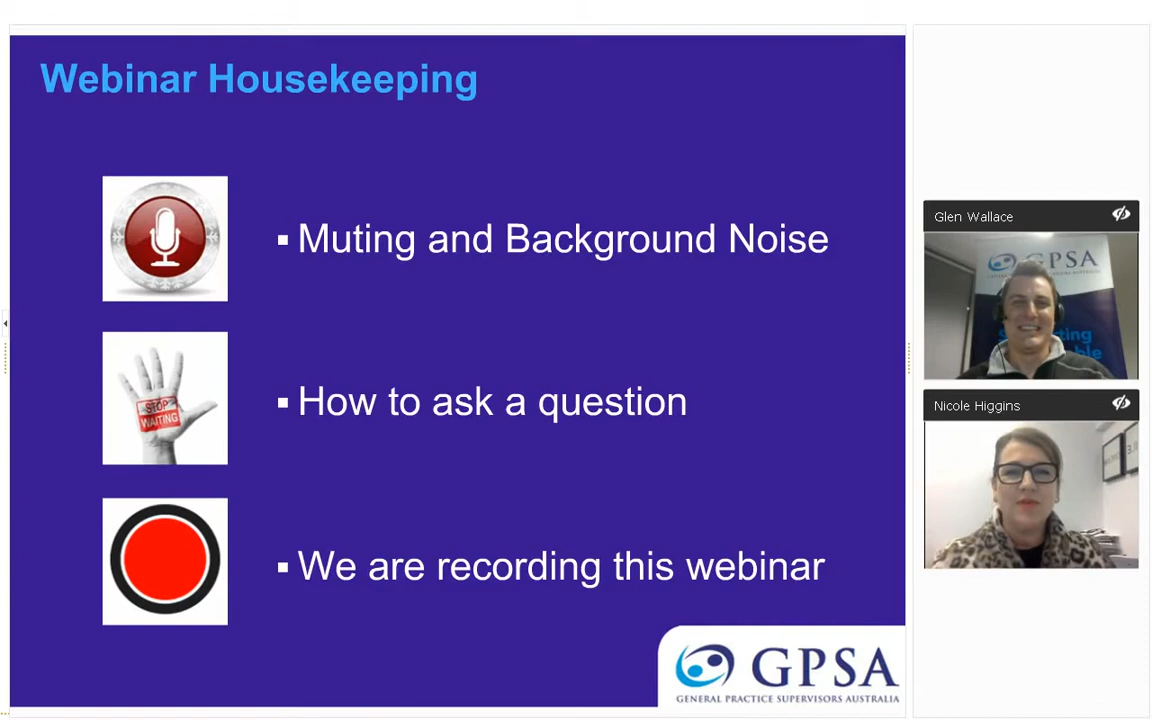 Webinar Housekeeping
▪ Muting and Background Noise
STOP
WAITING
▪ How to ask a question
▪ We are recording this webinar
GPSA
GENERAL PRACTICE SUPERVISORS AUSTRALIA
Glen Wallace
GPSA
Nicole Higgins